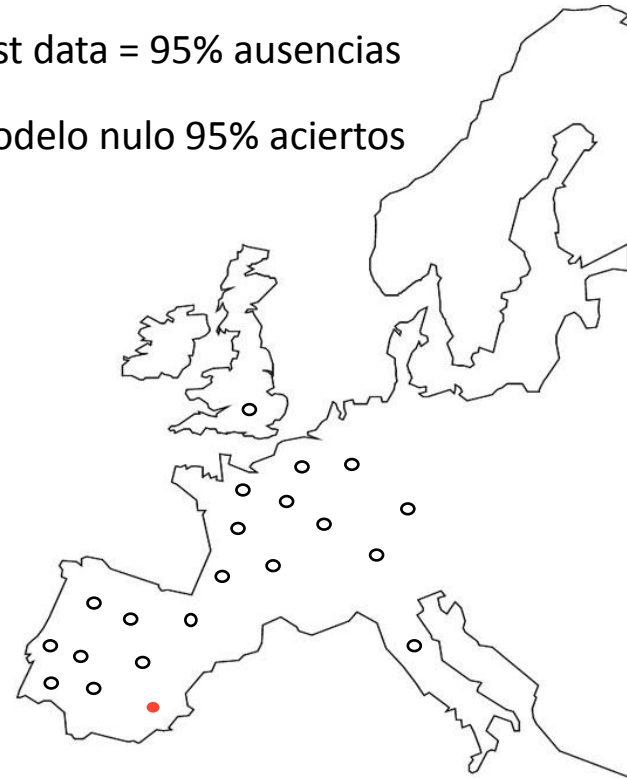 st data = 95% ausencias
odelo nulo 95% aciertos